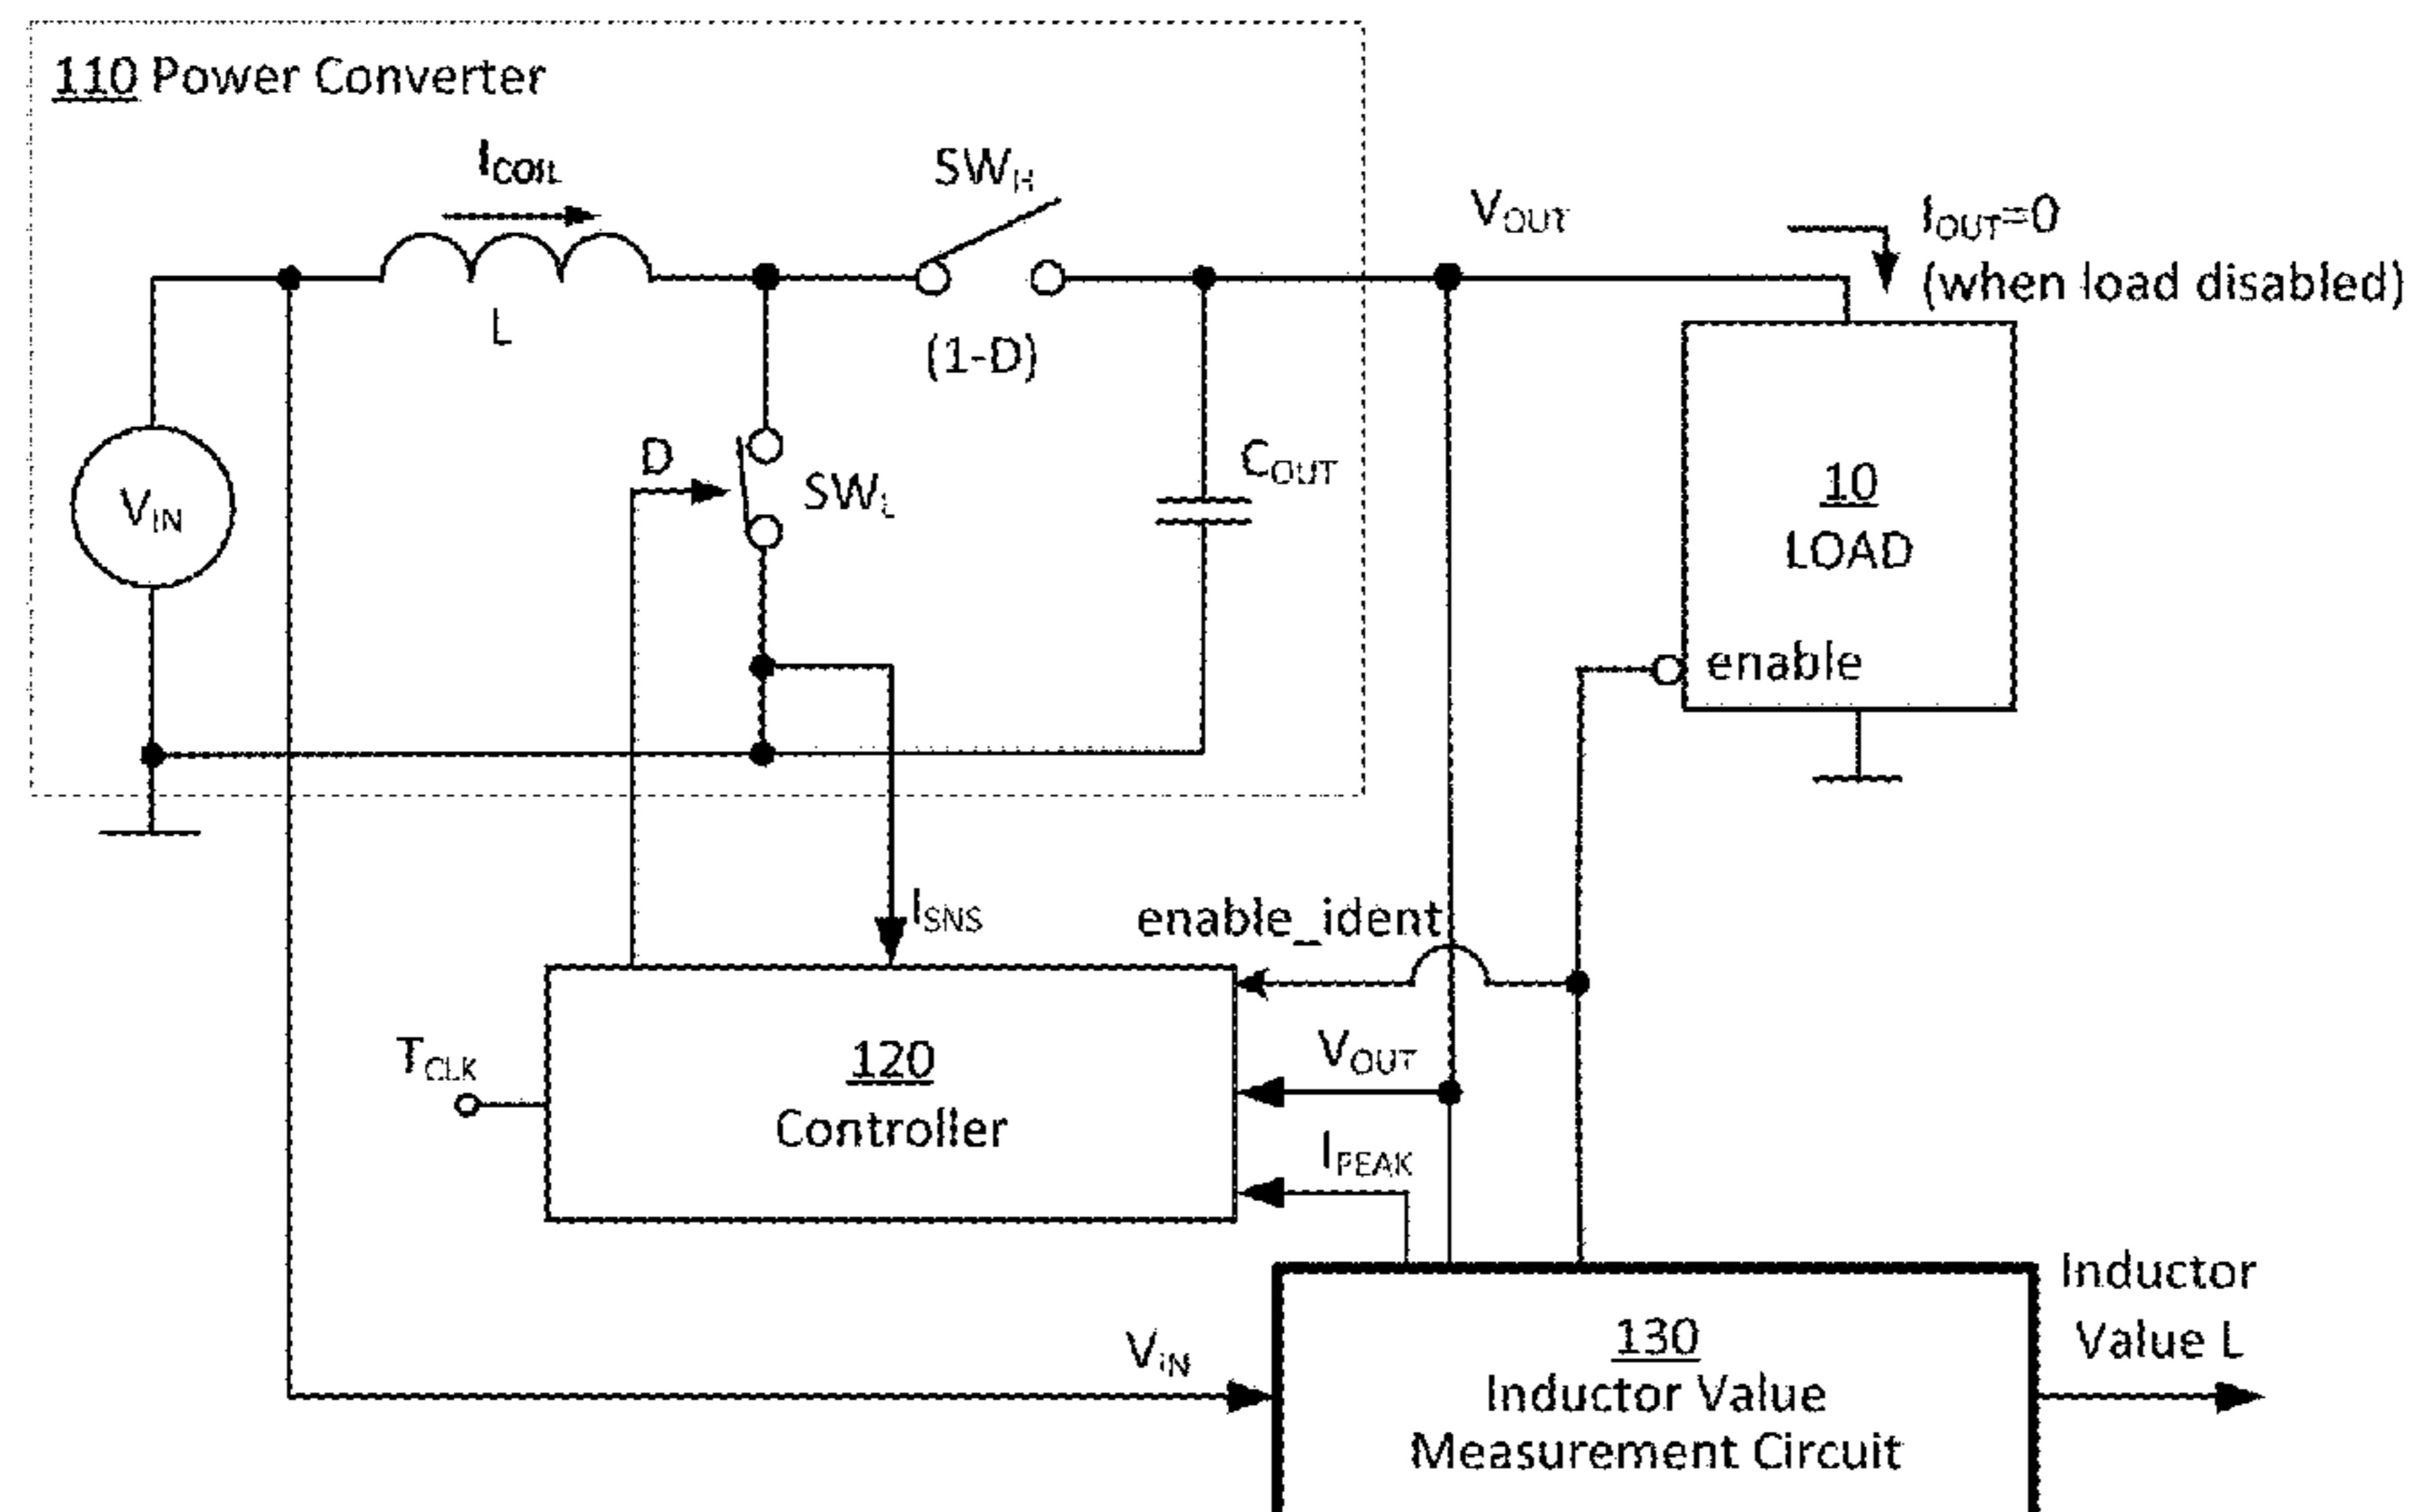 110 Power Converter
ICOIL
SWH
VOUT
IOUT=0
(when load disabled)
L
(1-D)
D
SWL
COUT
VIN
10
LOAD
enable
ISNS
enable_ident
TCLK
120
Controller
VOUT
IPEAK
VIN
130
Inductor Value
Measurement Circuit
Inductor
Value L